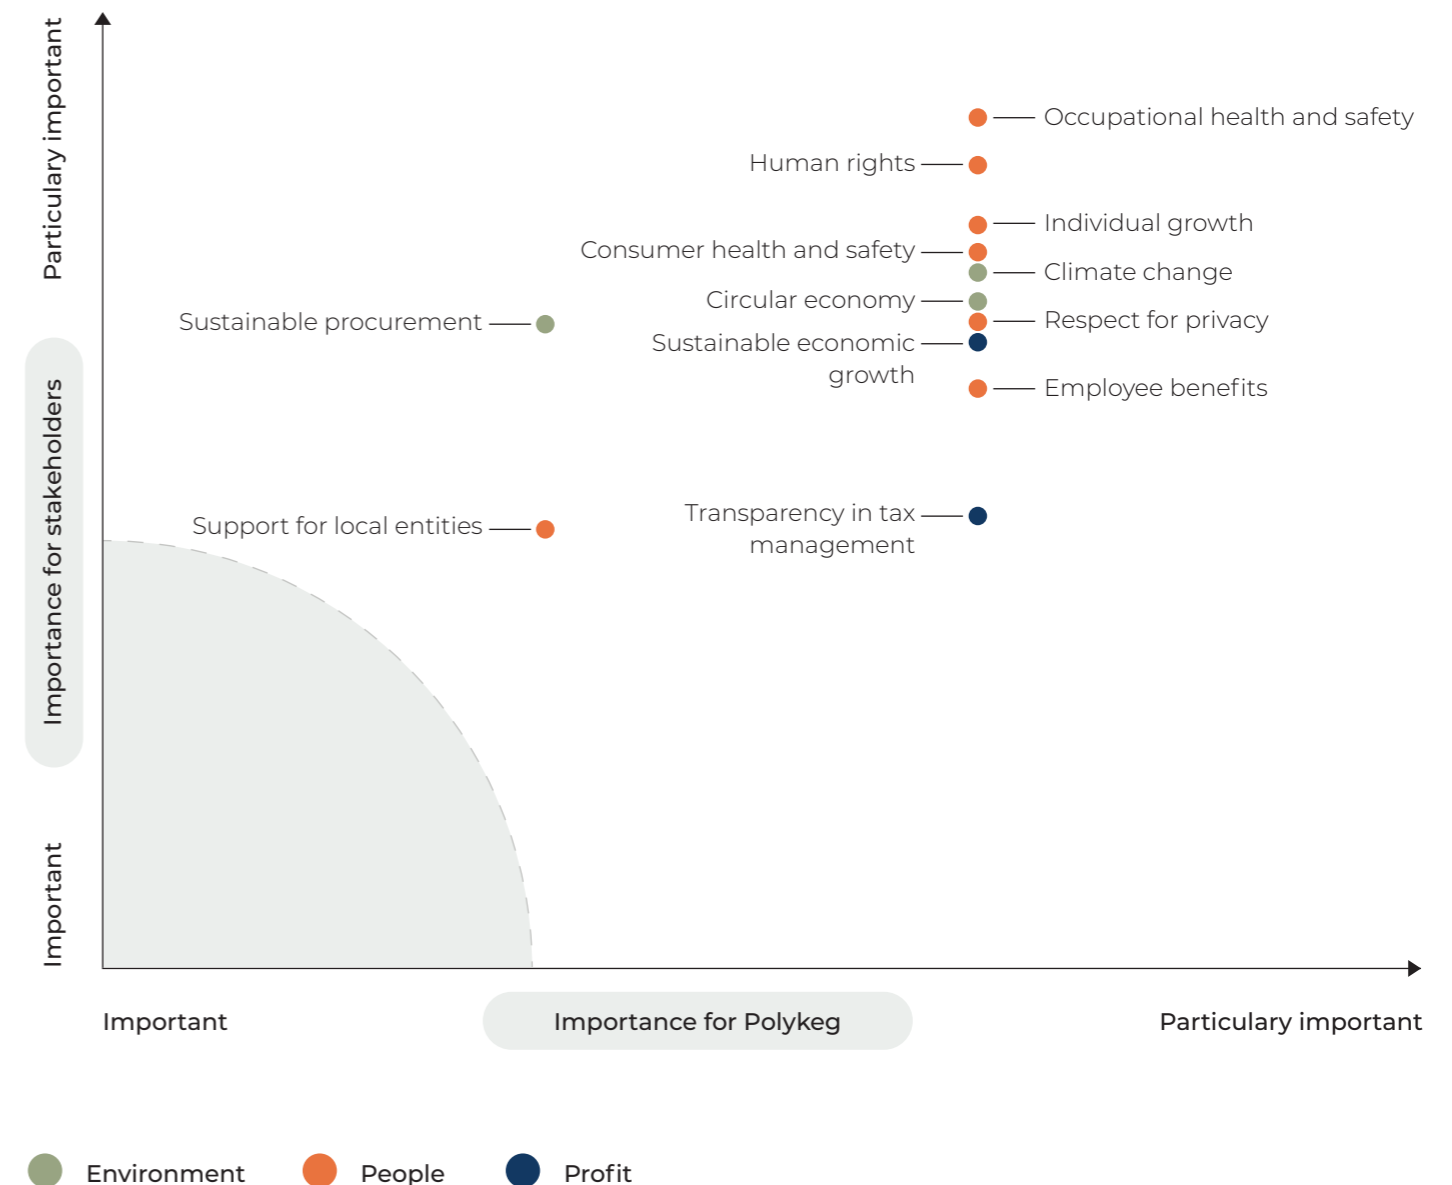 Particulary important
Importance for stakeholders
Important
Occupational health and safety
Human rights
Individual growth
Consumer health and safety
Climate change
Circular economy
Respect for privacy
Sustainable procurement
Sustainable economic
growth
Employee benefits
Transparency in tax
management
Support for local entities
Important
Importance for Polykeg
Particulary important
Environment
People
Profit